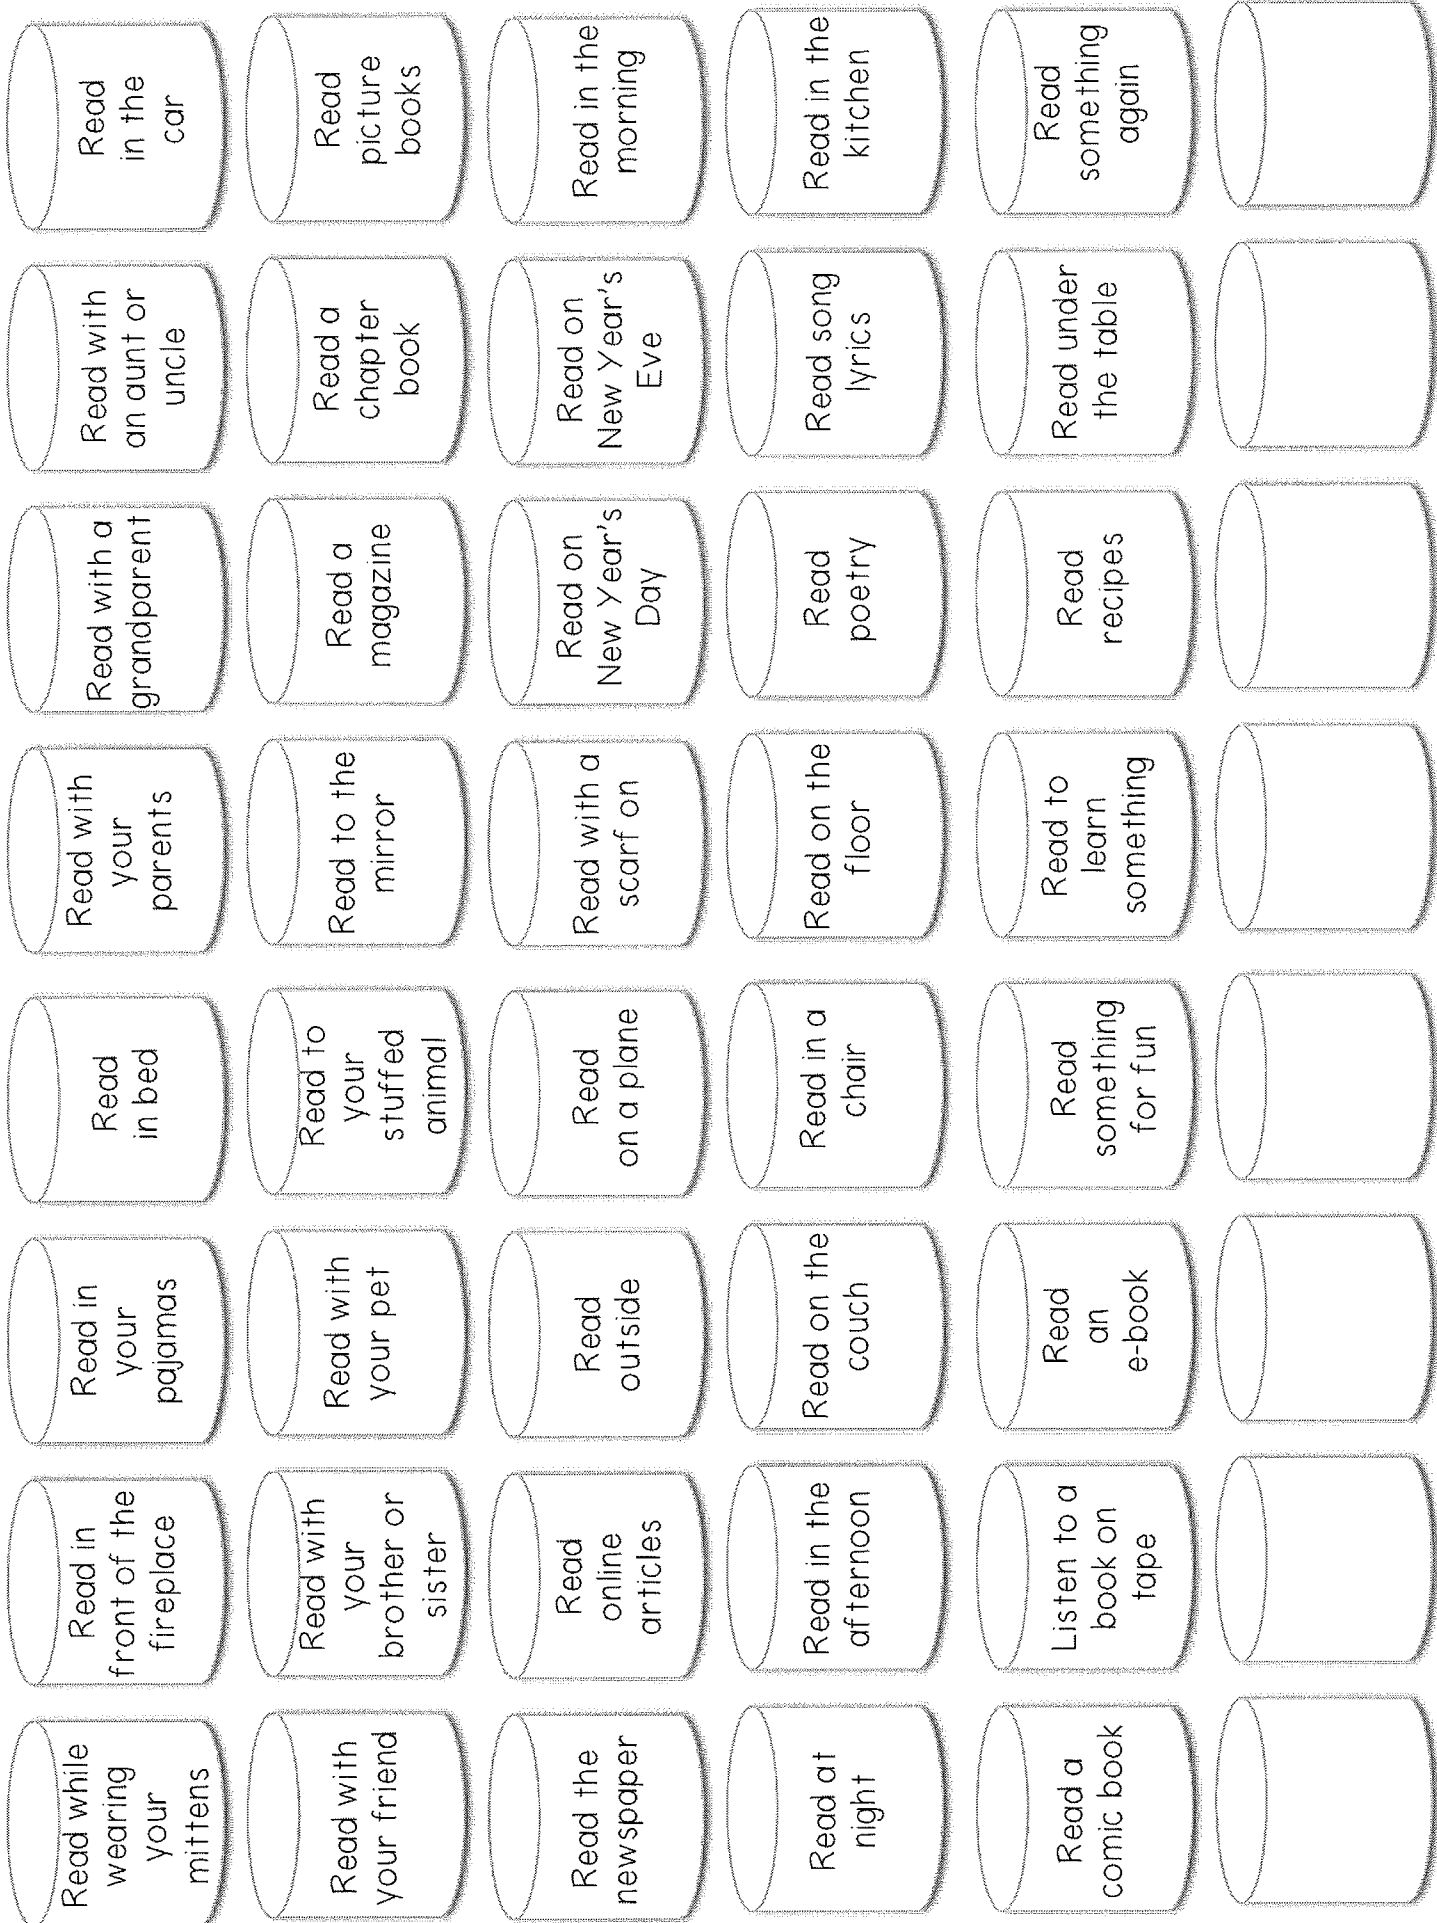 Read while
wearing
your
mittens
Read in
front of the
fireplace
Read in
your
pajamas
Read
in bed
Read with
your
parents
Read with a
grandparent
Read with
an aunt or
uncle
Read
in the
car
Read with
your friend
Read with
your
brother or
sister
Read with
your pet
Read to
your
stuffed
animal
Read to the
mirror
Read a
magazine
Read a
chapter
book
Read
picture
books
Read the
newspaper
Read
online
articles
Read
outside
Read
on a plane
Read with a
scarf on
Read on
New Year's
Day
Read on
New Year's
Eve
Read in the
morning
Read at
night
Read in the
afternoon
Read on the
couch
Read in a
chair
Read on the
floor
Read
poetry
Read song
lyrics
Read in the
kitchen
Read a
comic book
Listen to a
book on
tape
Read
an
e-book
Read
something
for fun
Read to
learn
something
Read
recipes
Read under
the table
Read
something
again